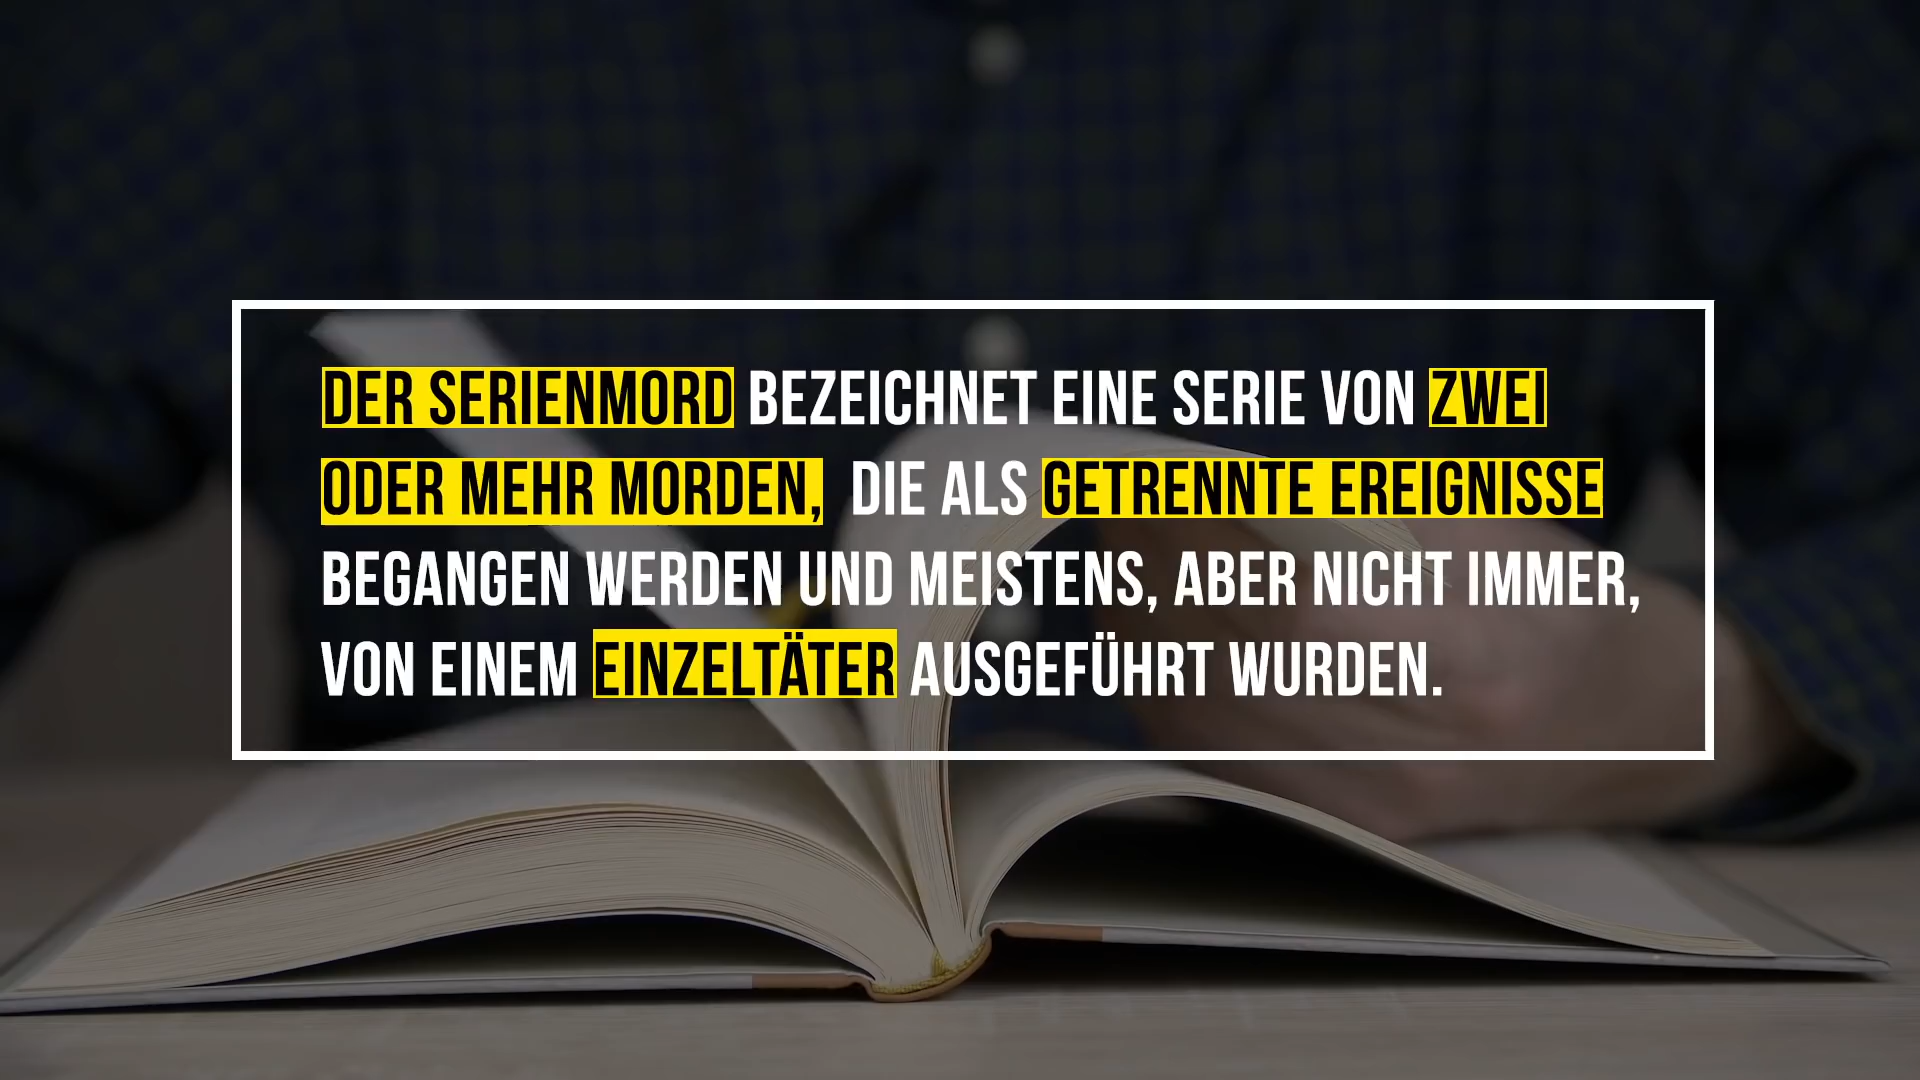 DER SERIENMORD BEZEICHNET EINE SERIE VON ZWEI
ODER MEHR MORDEN, DIE ALS GETRENNTE EREIGNISSE
BEGANGEN WERDEN UND MEISTENS, ABER NICHT IMMER,
VON EINEM EINZELTÄTER AUSGEFÜHRT WURDEN.